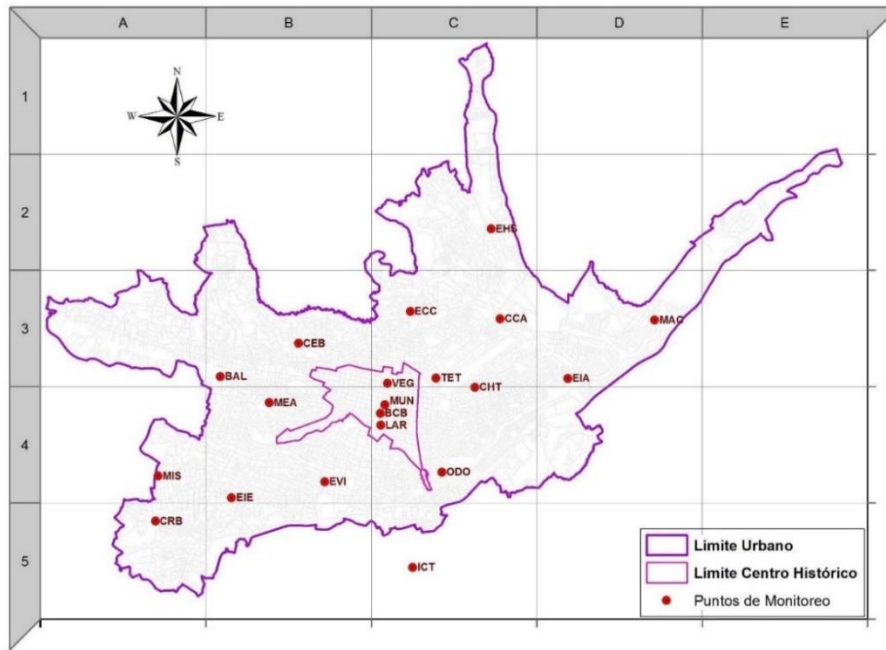 A B C D E
1
N
W E
S
2
EHS
3
ECC
CCA
MAC
CEB
BAL
TET
EIA
VEG
CHT
4
MEA
MUN
BCB
LAR
MIS
ODO
EVI
EIE
CRB
5
ICT
Límite Urbano
Límite Centro Histórico
Puntos de Monitoreo